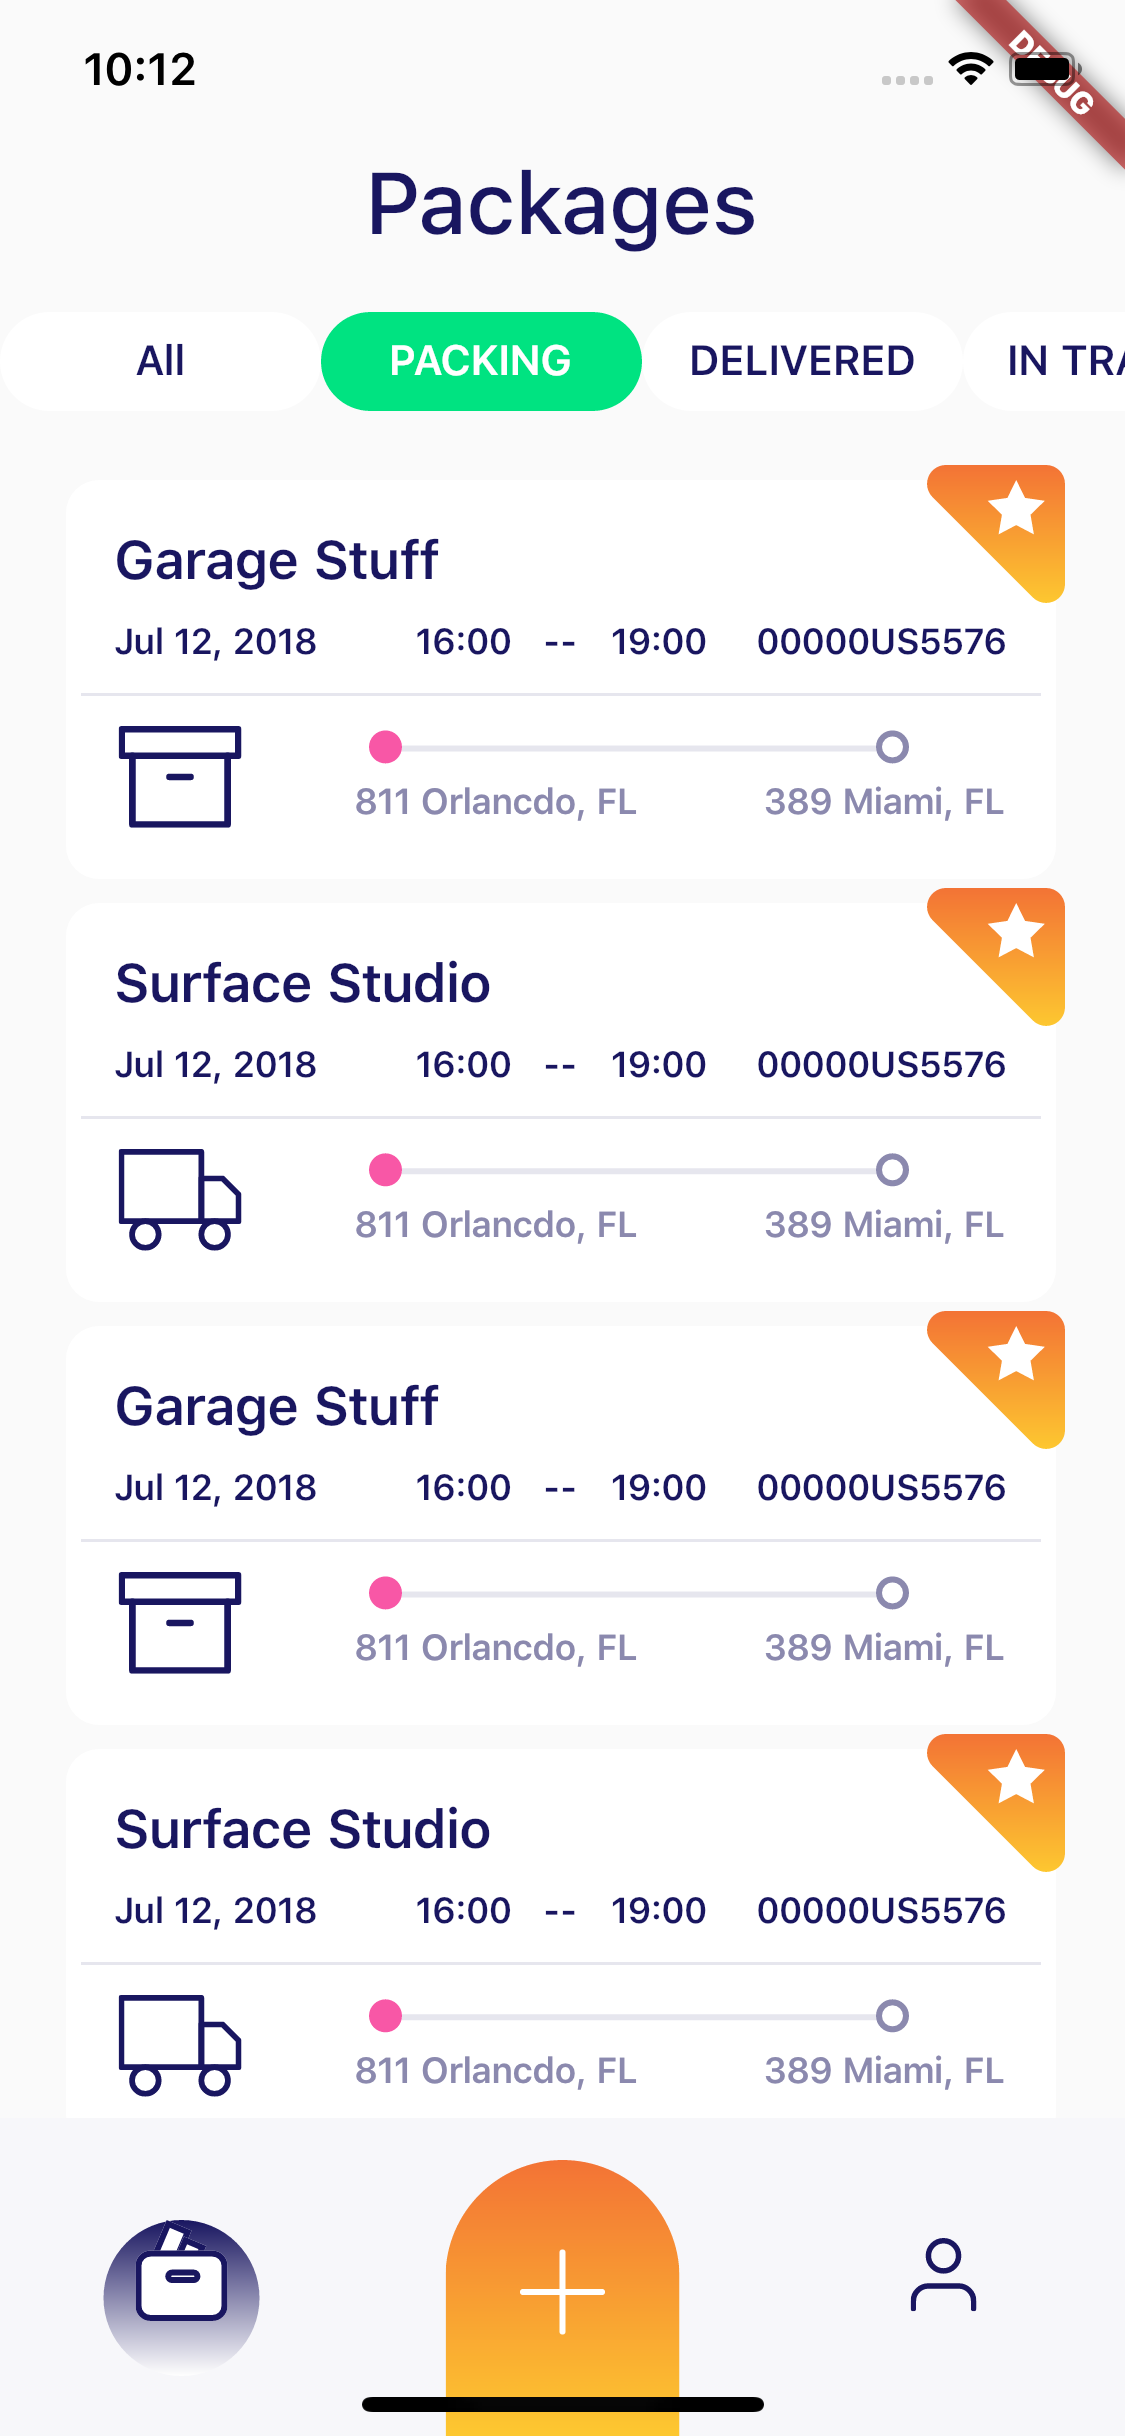 10:12
DEBUG
Packages
All PACKING DELIVERED IN TRA
Garage Stuff
Jul 12, 2018 16:00 -- 19:00 00000US5576
811 Orlancdo, FL 389 Miami, FL
Surface Studio
Jul 12, 2018 16:00 -- 19:00 00000US5576
811 Orlancdo, FL 389 Miami, FL
Garage Stuff
Jul 12, 2018 16:00 -- 19:00 00000US5576
811 Orlancdo, FL 389 Miami, FL
Surface Studio
Jul 12, 2018 16:00 -- 19:00 00000US5576
811 Orlancdo, FL 389 Miami, FL